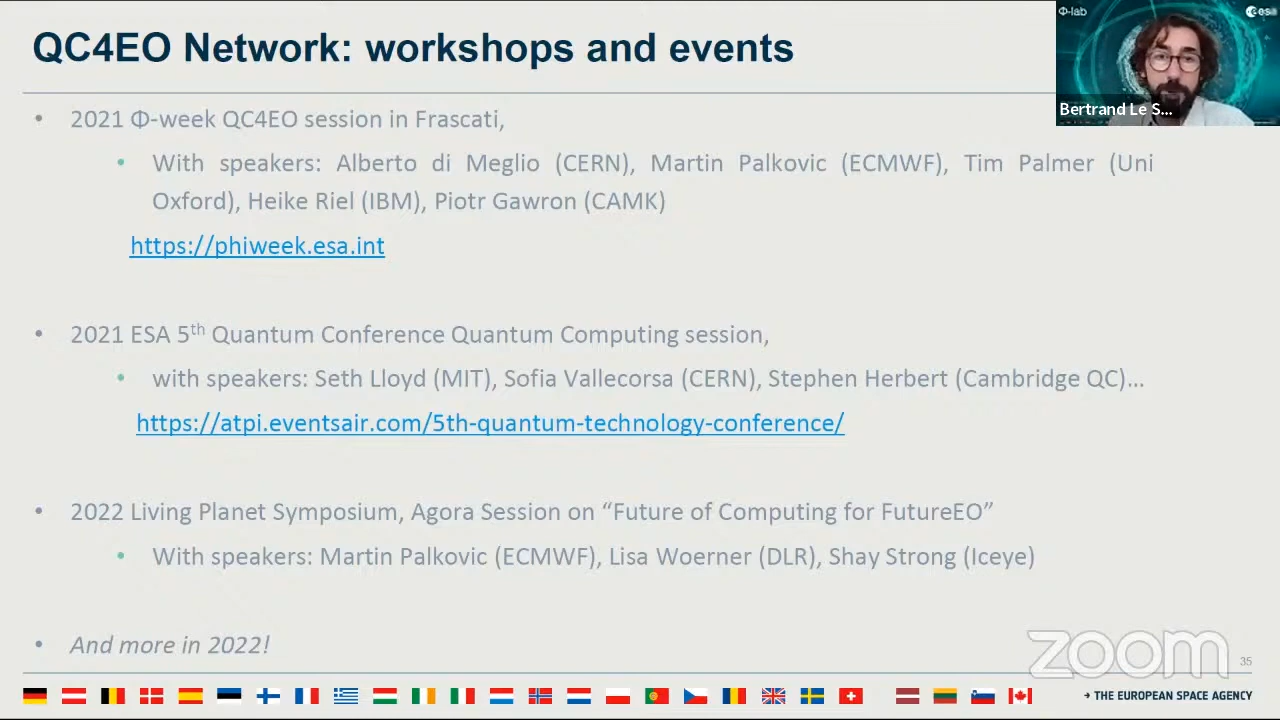 QC4EO Network: workshops and events
Φ-lab
esa
Bertrand Le S...
• 2021 Φ-week QC4EO session in Frascati,
• With speakers: Alberto di Meglio (CERN), Martin Palkovic (ECMWF), Tim Palmer (Uni
Oxford), Heike Riel (IBM), Piotr Gawron (CAMK)
https://phiweek.esa.int
• 2021 ESA 5th Quantum Conference Quantum Computing session,
• with speakers: Seth Lloyd (MIT), Sofia Vallecorsa (CERN), Stephen Herbert (Cambridge QC)…
https://atpi.eventsair.com/5th-quantum-technology-conference/
• 2022 Living Planet Symposium, Agora Session on “Future of Computing for FutureEO”
• With speakers: Martin Palkovic (ECMWF), Lisa Woerner (DLR), Shay Strong (Iceye)
• And more in 2022!
zoom
35
→ THE EUROPEAN SPACE AGENCY